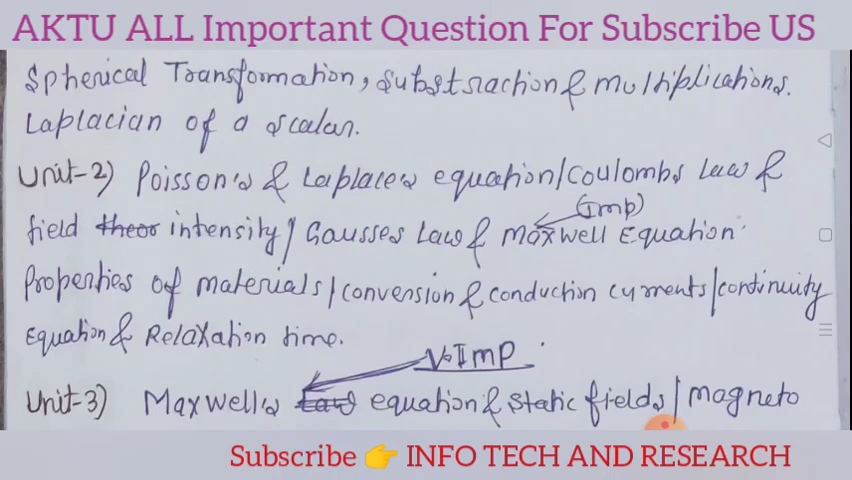 AKTU ALL Important Question For Subscribe US
Spherical Transformation, Substraction & multiplications.
Laplacian of a scalar.
Unit-2) Poisson's & Laplace's equation/Coulombs Law &
(Imp)
field theor intensity/ Gausses Law & Maxwell Equation.
Properties of materials/conversion & conduction currents/continuity
Equation & Relaxation time.
V.Imp
Unit-3) Maxwell's Law equation & static fields/magneto
Subscribe 👉 INFO TECH AND RESEARCH